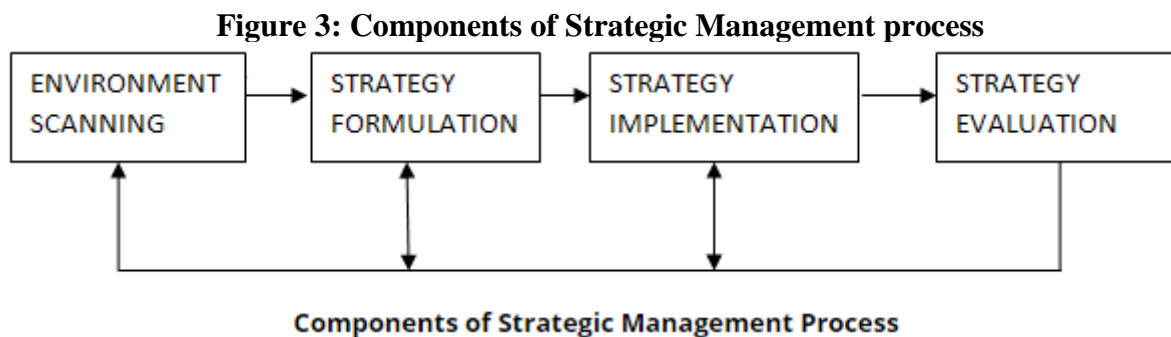 Figure 3: Components of Strategic Management process
ENVIRONMENT
SCANNING
STRATEGY
FORMULATION
STRATEGY
IMPLEMENTATION
STRATEGY
EVALUATION
Components of Strategic Management Process